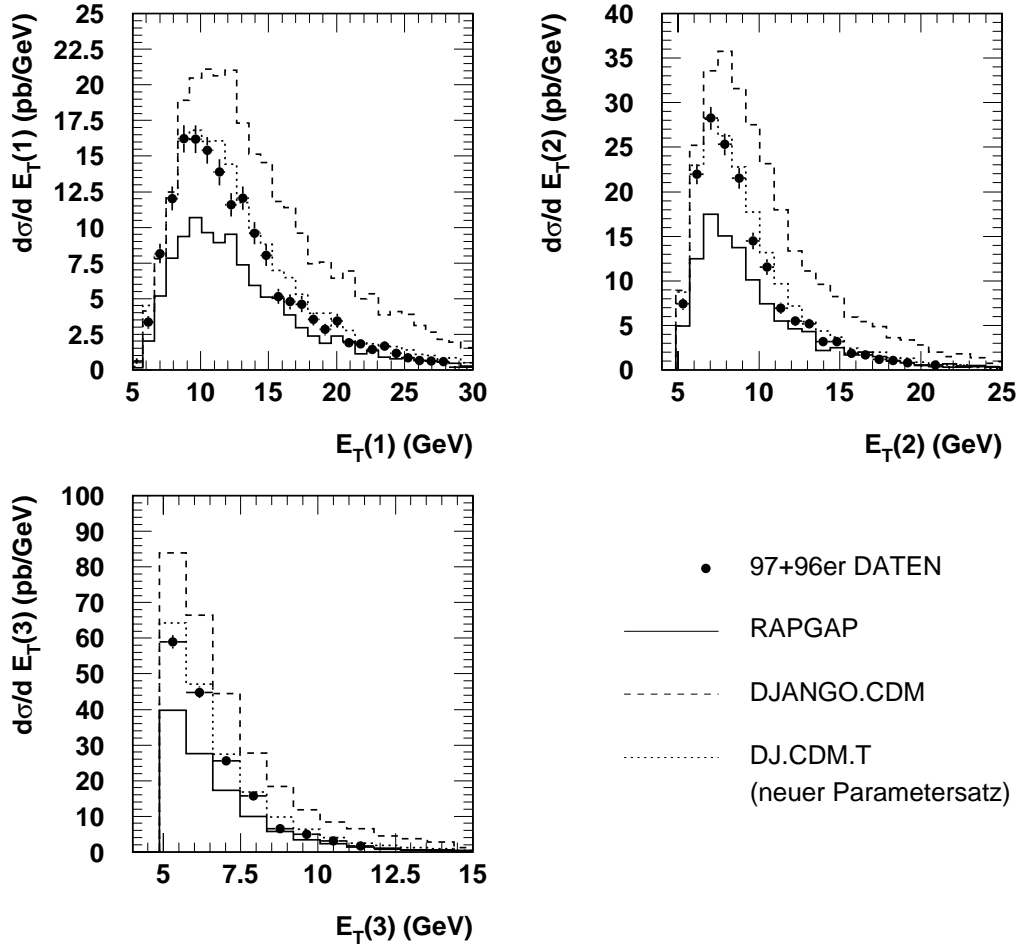 dσ/d E_T(1) (pb/GeV)
25
22.5
20
17.5
15
12.5
10
7.5
5
2.5
0
5 10 15 20 25 30
E_T(1) (GeV)
dσ/d E_T(2) (pb/GeV)
40
35
30
25
20
15
10
5
0
5 10 15 20 25
E_T(2) (GeV)
dσ/d E_T(3) (pb/GeV)
100
90
80
70
60
50
40
30
20
10
0
5 7.5 10 12.5 15
E_T(3) (GeV)
97+96er DATEN
RAPGAP
DJANGO.CDM
DJ.CDM.T
(neuer Parametersatz)